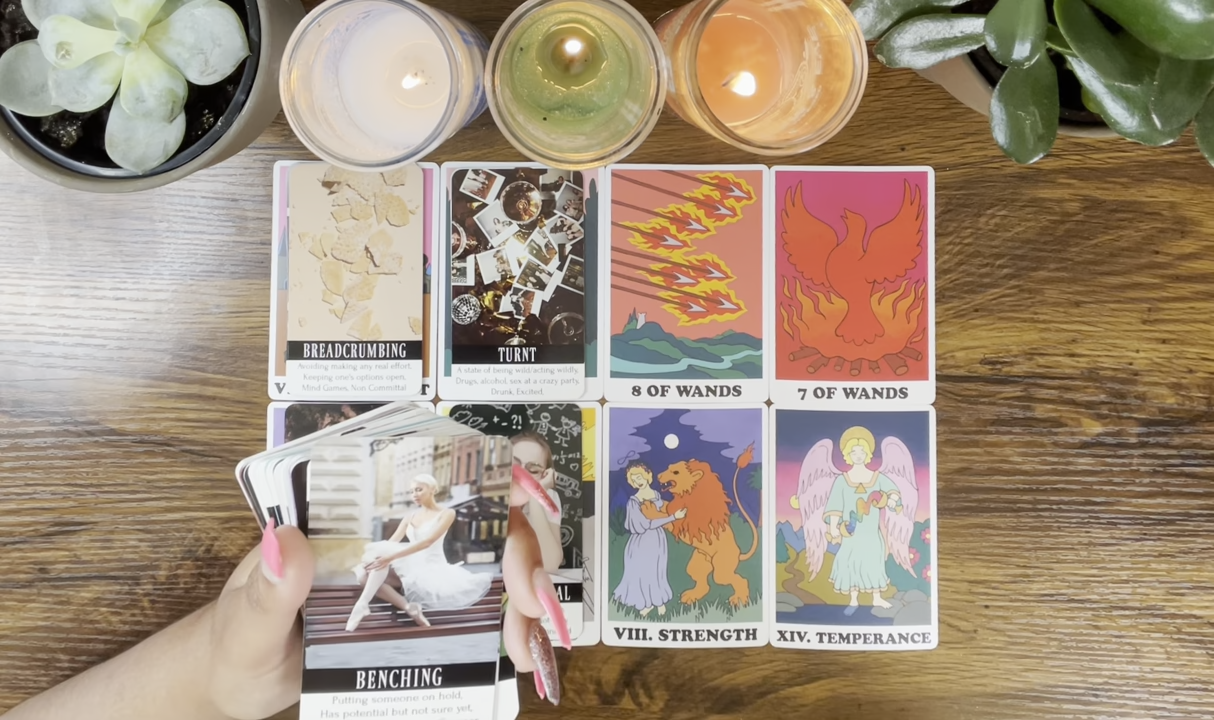 BREADCRUMBING
Avoiding making any real effort,
Keeping one's options open,
Mind Games, Non Committal
V. T
TURNT
A state of being wild/acting wildly,
Drugs, alcohol, sex at a crazy party,
Drunk, Excited.
8 OF WANDS
7 OF WANDS
+-?!
AL
VIII. STRENGTH
XIV. TEMPERANCE
BENCHING
Putting someone on hold,
Has potential but not sure yet,